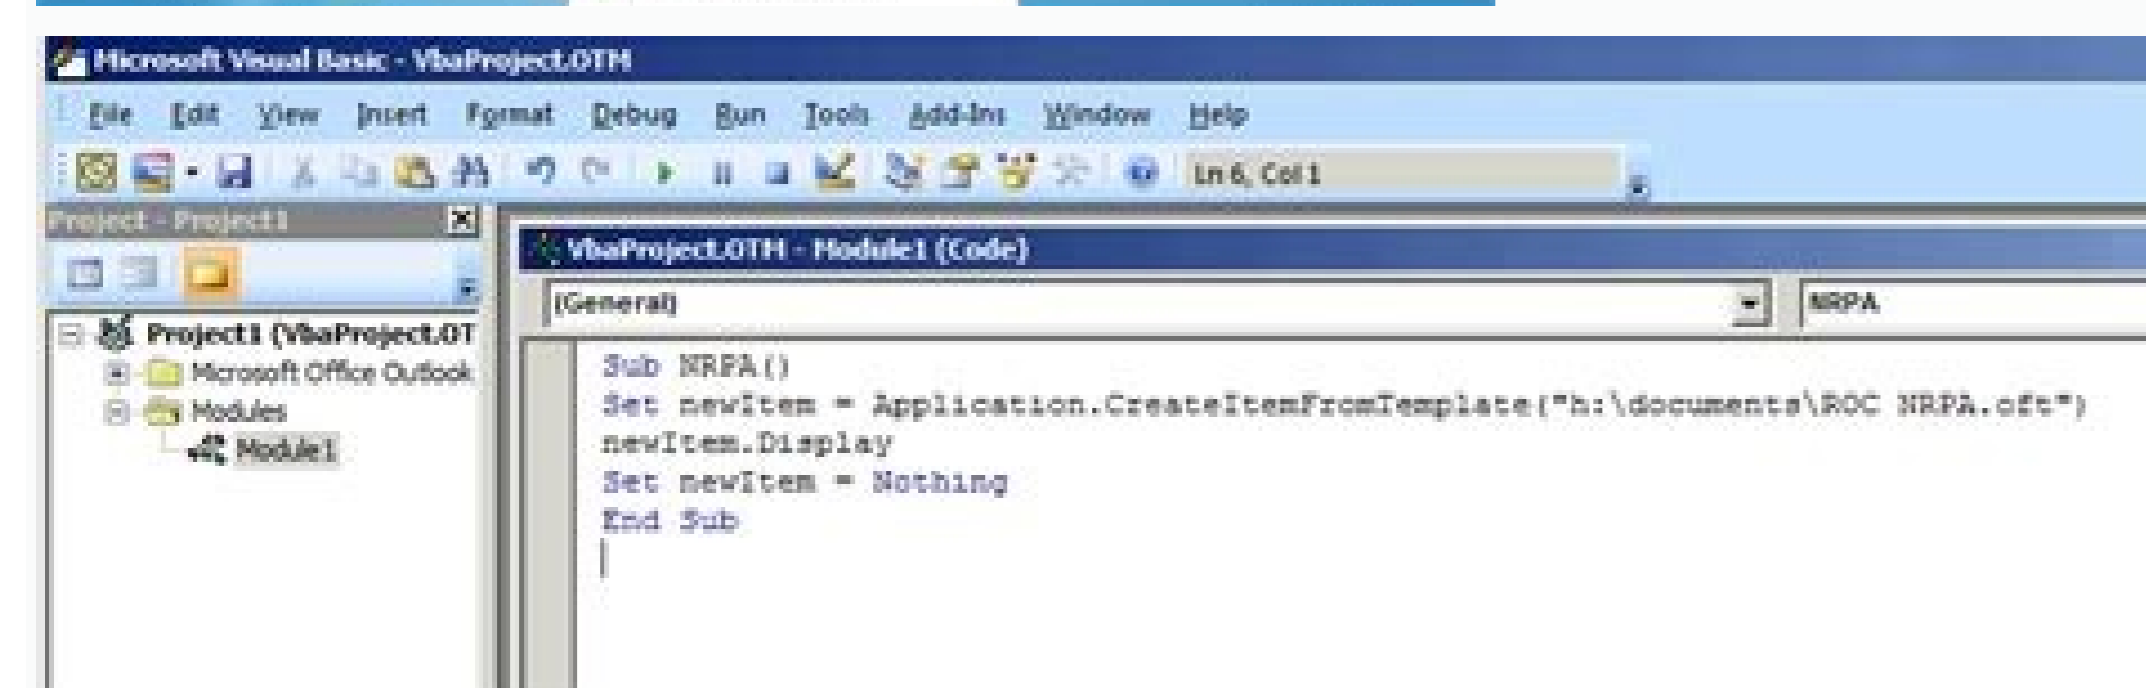 Microsoft Visual Basic - VbaProject.OTM
File Edit View Insert Format Debug Run Tools Add-Ins Window Help
Ln 6, Col 1
Project - Project1
VbaProject.OTM - Module1 (Code)
(General)
NRPA
Project1 (VbaProject.OT
Microsoft Office Outlook
Modules
Module1
Sub NRPA()
Set newItem = Application.CreateItemFromTemplate("h:\documents\ROC NRPA.oft")
newItem.Display
Set newItem = Nothing
End Sub